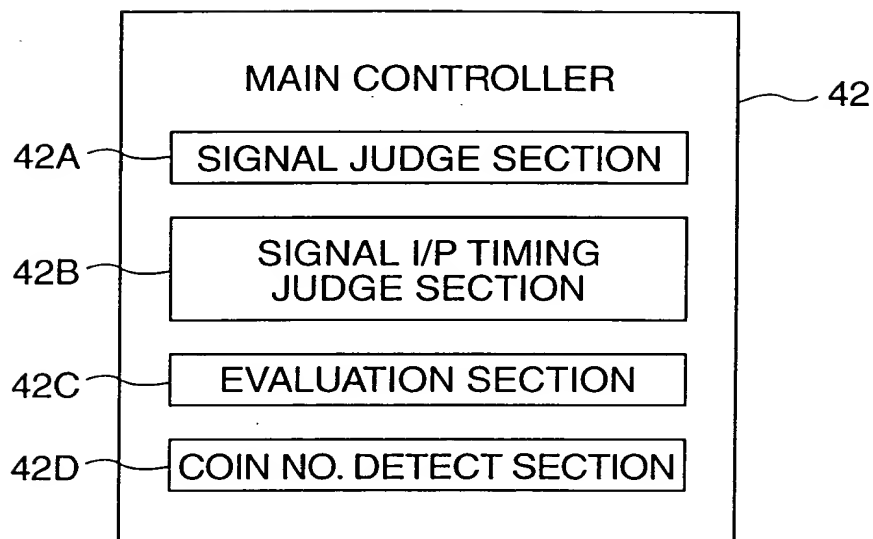 MAIN CONTROLLER
42
42A
SIGNAL JUDGE SECTION
42B
SIGNAL I/P TIMING
JUDGE SECTION
42C
EVALUATION SECTION
42D
COIN NO. DETECT SECTION